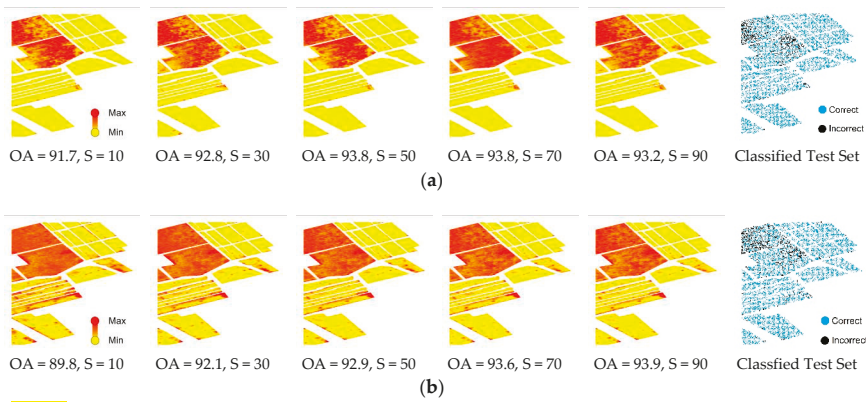 Max
Min
Correct
Incorrect
OA = 91.7, S = 10
OA = 92.8, S = 30
OA = 93.8, S = 50
OA = 93.8, S = 70
OA = 93.2, S = 90
Classified Test Set
(a)
Max
Min
Correct
Incorrect
OA = 89.8, S = 10
OA = 92.1, S = 30
OA = 92.9, S = 50
OA = 93.6, S = 70
OA = 93.9, S = 90
Classfied Test Set
(b)